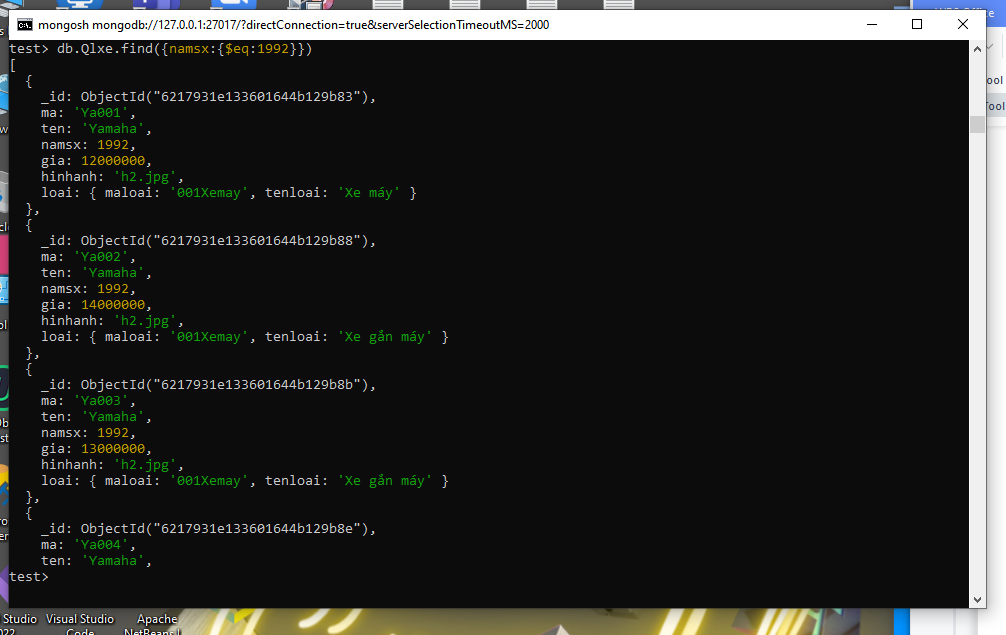 mongosh mongodb://127.0.0.1:27017/?directConnection=true&serverSelectionTimeoutMS=2000
test> db.Qlxe.find({namsx:{$eq:1992}})
[
  {
    _id: ObjectId("6217931e133601644b129b83"),
    ma: 'Ya001',
    ten: 'Yamaha',
    namsx: 1992,
    gia: 12000000,
    hinhanh: 'h2.jpg',
    loai: { maloai: '001Xemay', tenloai: 'Xe máy' }
  },
  {
    _id: ObjectId("6217931e133601644b129b88"),
    ma: 'Ya002',
    ten: 'Yamaha',
    namsx: 1992,
    gia: 14000000,
    hinhanh: 'h2.jpg',
    loai: { maloai: '001Xemay', tenloai: 'Xe gắn máy' }
  },
  {
    _id: ObjectId("6217931e133601644b129b8b"),
    ma: 'Ya003',
    ten: 'Yamaha',
    namsx: 1992,
    gia: 13000000,
    hinhanh: 'h2.jpg',
    loai: { maloai: '001Xemay', tenloai: 'Xe gắn máy' }
  },
  {
    _id: ObjectId("6217931e133601644b129b8e"),
    ma: 'Ya004',
    ten: 'Yamaha',
test>
Studio Visual Studio Apache
Code